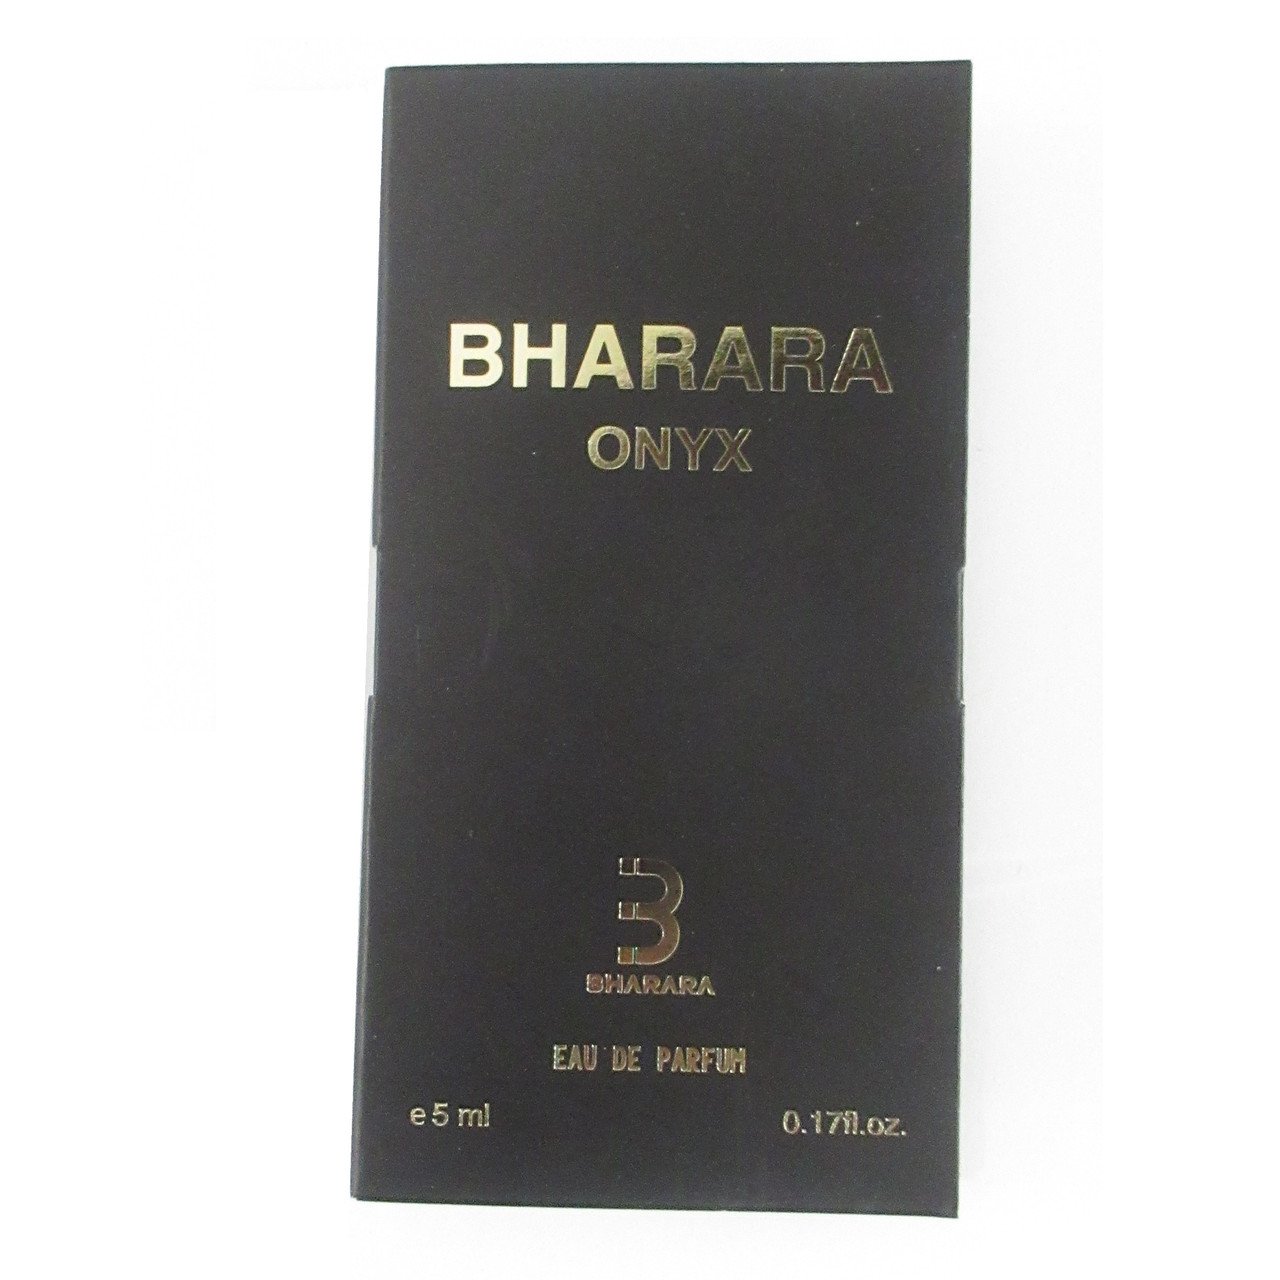 BHARARA
ONYX
B
BHARARA
EAU DE PARFUM
e 5 ml
0.17fl.oz.